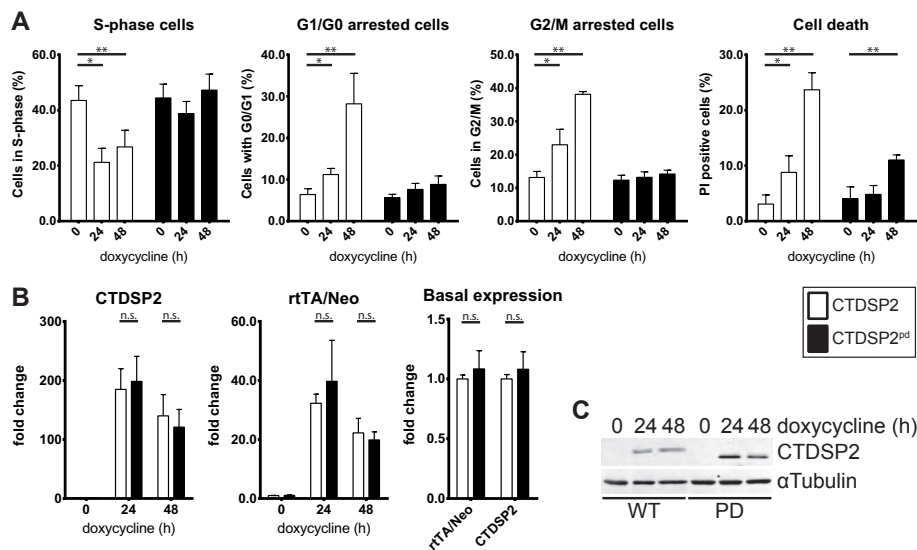 A
S-phase cells
G1/G0 arrested cells
G2/M arrested cells
Cell death
Cells in S-phase (%)
60.0
40.0
20.0
0.0
**
*
0 24 48 0 24 48
doxycycline (h)
Cells with G0/G1 (%)
40.0
30.0
20.0
10.0
0.0
**
*
0 24 48 0 24 48
doxycycline (h)
Cells in G2/M (%)
50.0
40.0
30.0
20.0
10.0
0.0
**
*
0 24 48 0 24 48
doxycycline (h)
PI positive cells (%)
30.0
20.0
10.0
0.0
** **
*
0 24 48 0 24 48
doxycycline (h)
B
CTDSP2
rtTA/Neo
Basal expression
fold change
300
200
100
0
n.s. n.s.
0 24 48
doxycycline (h)
fold change
60.0
40.0
20.0
0.0
n.s. n.s.
0 24 48
doxycycline (h)
fold change
1.5
1.0
0.5
0.0
n.s. n.s.
rtTA/Neo CTDSP2
CTDSP2
CTDSP2pd
C
0 24 48 0 24 48 doxycycline (h)
CTDSP2
αTubulin
WT PD